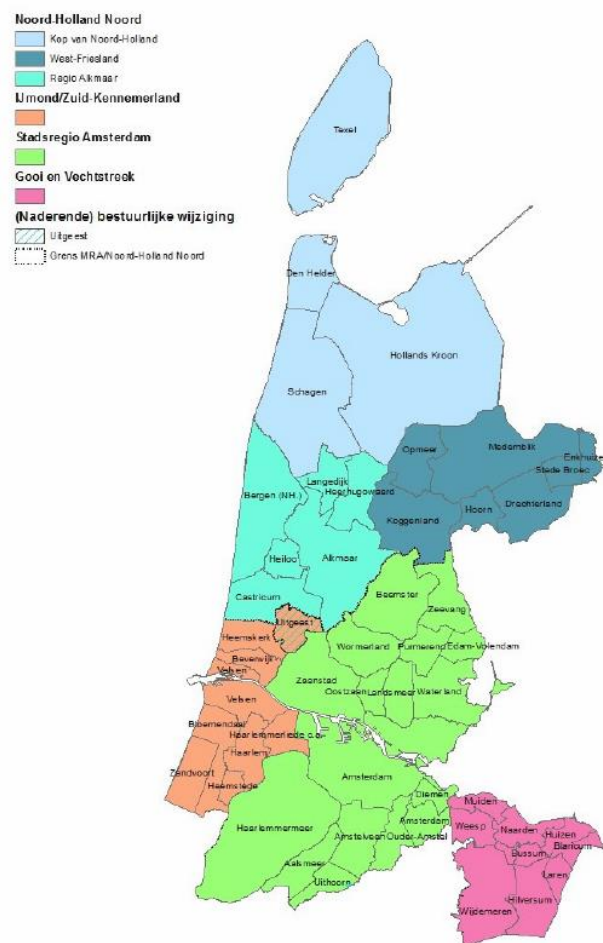 Noord-Holland Noord
Kop van Noord-Holland
West-Friesland
Regio Alkmaar
IJmond/Zuid-Kennemerland
Stadsregio Amsterdam
Gooi en Vechtstreek
(Naderende) bestuurlijke wijziging
Uitgeest
Grens MRA/Noord-Holland Noord
Texel
Den Helder
Hollands Kroon
Schagen
Medemblik
Opmeer
Enkhuizen
Stede Broec
Langedijk
Bergen (NH.)
Heerhugowaard
Drechterland
Hoorn
Koggenland
Heiloo
Alkmaar
Castricum
Beemster
Zeevang
Uitgeest
Heemskerk
Wormerland
Purmerend
Edam-Volendam
Beverwijk
Velsen
Zaanstad
Oostzaan
Landsmeer
Waterland
Velsen
Bloemendaal
Haarlemmerliede c.a.
Haarlem
Zandvoort
Heemstede
Amsterdam
Diemen
Muiden
Haarlemmermeer
Amsterdam
Weesp
Naarden
Huizen
Amstelveen
Ouder-Amstel
Blaricum
Bussum
Aalsmeer
Laren
Uithoorn
Hilversum
Wijdemeren